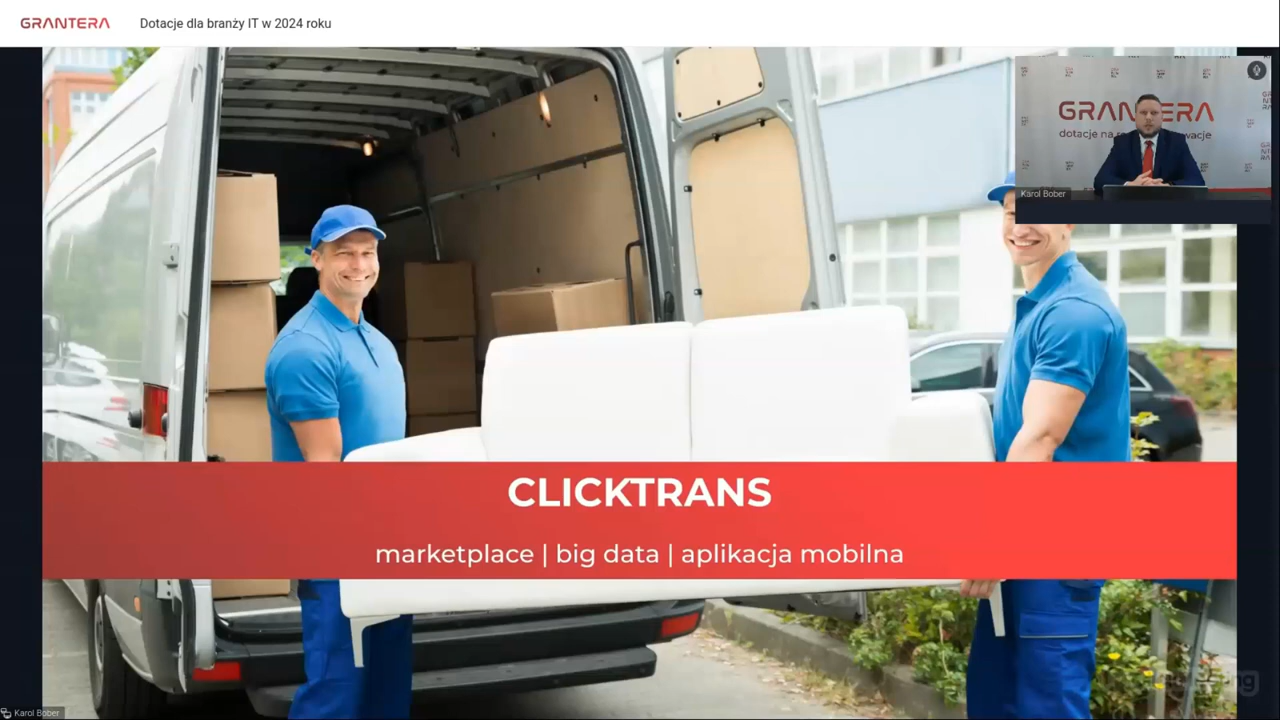 GRANTERA
Dotacje dla branży IT w 2024 roku
GRANTERA
Karol Bober
CLICKTRANS
marketplace | big data | aplikacja mobilna
Karol Bober